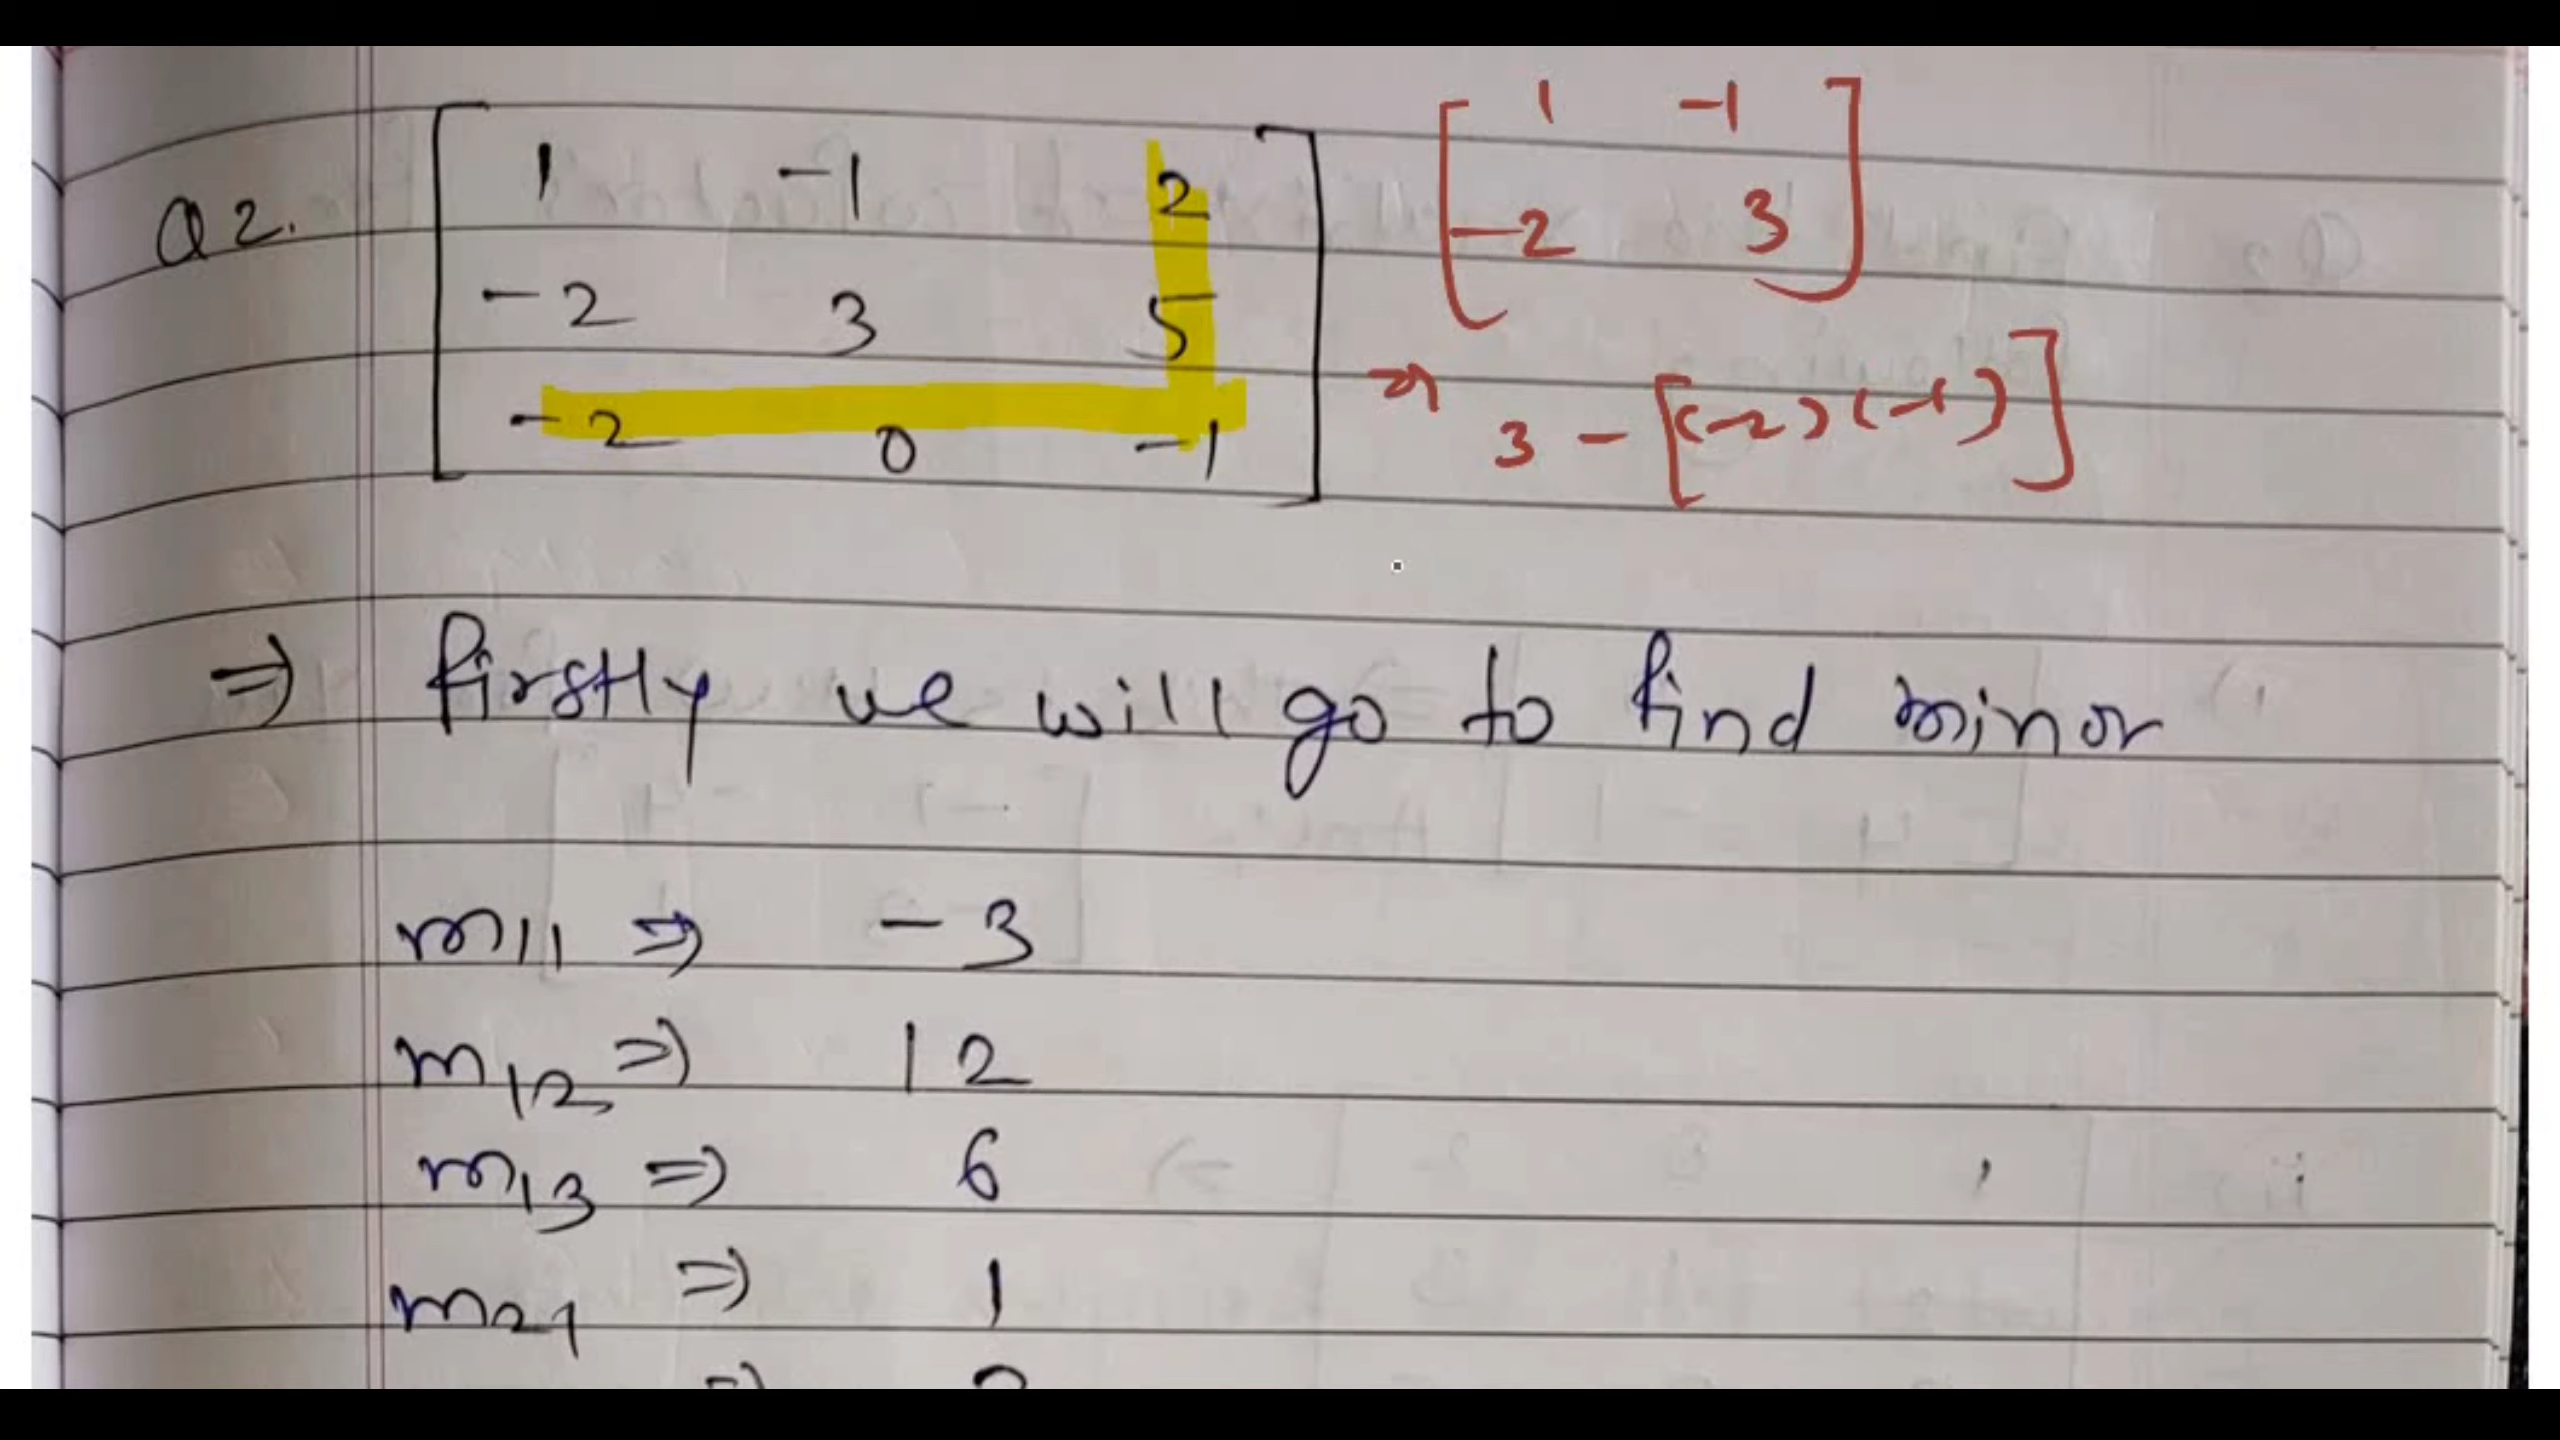 Q2. [ 1 -1 2
-2 3 5
-2 0 -1 ]
[ 1 -1
-2 3 ]
⇒ 3 - [(-2)(-1)]
⇒ firstly we will go to find minor
m11 ⇒ -3
m12 ⇒ 12
m13 ⇒ 6
m21 ⇒ 1